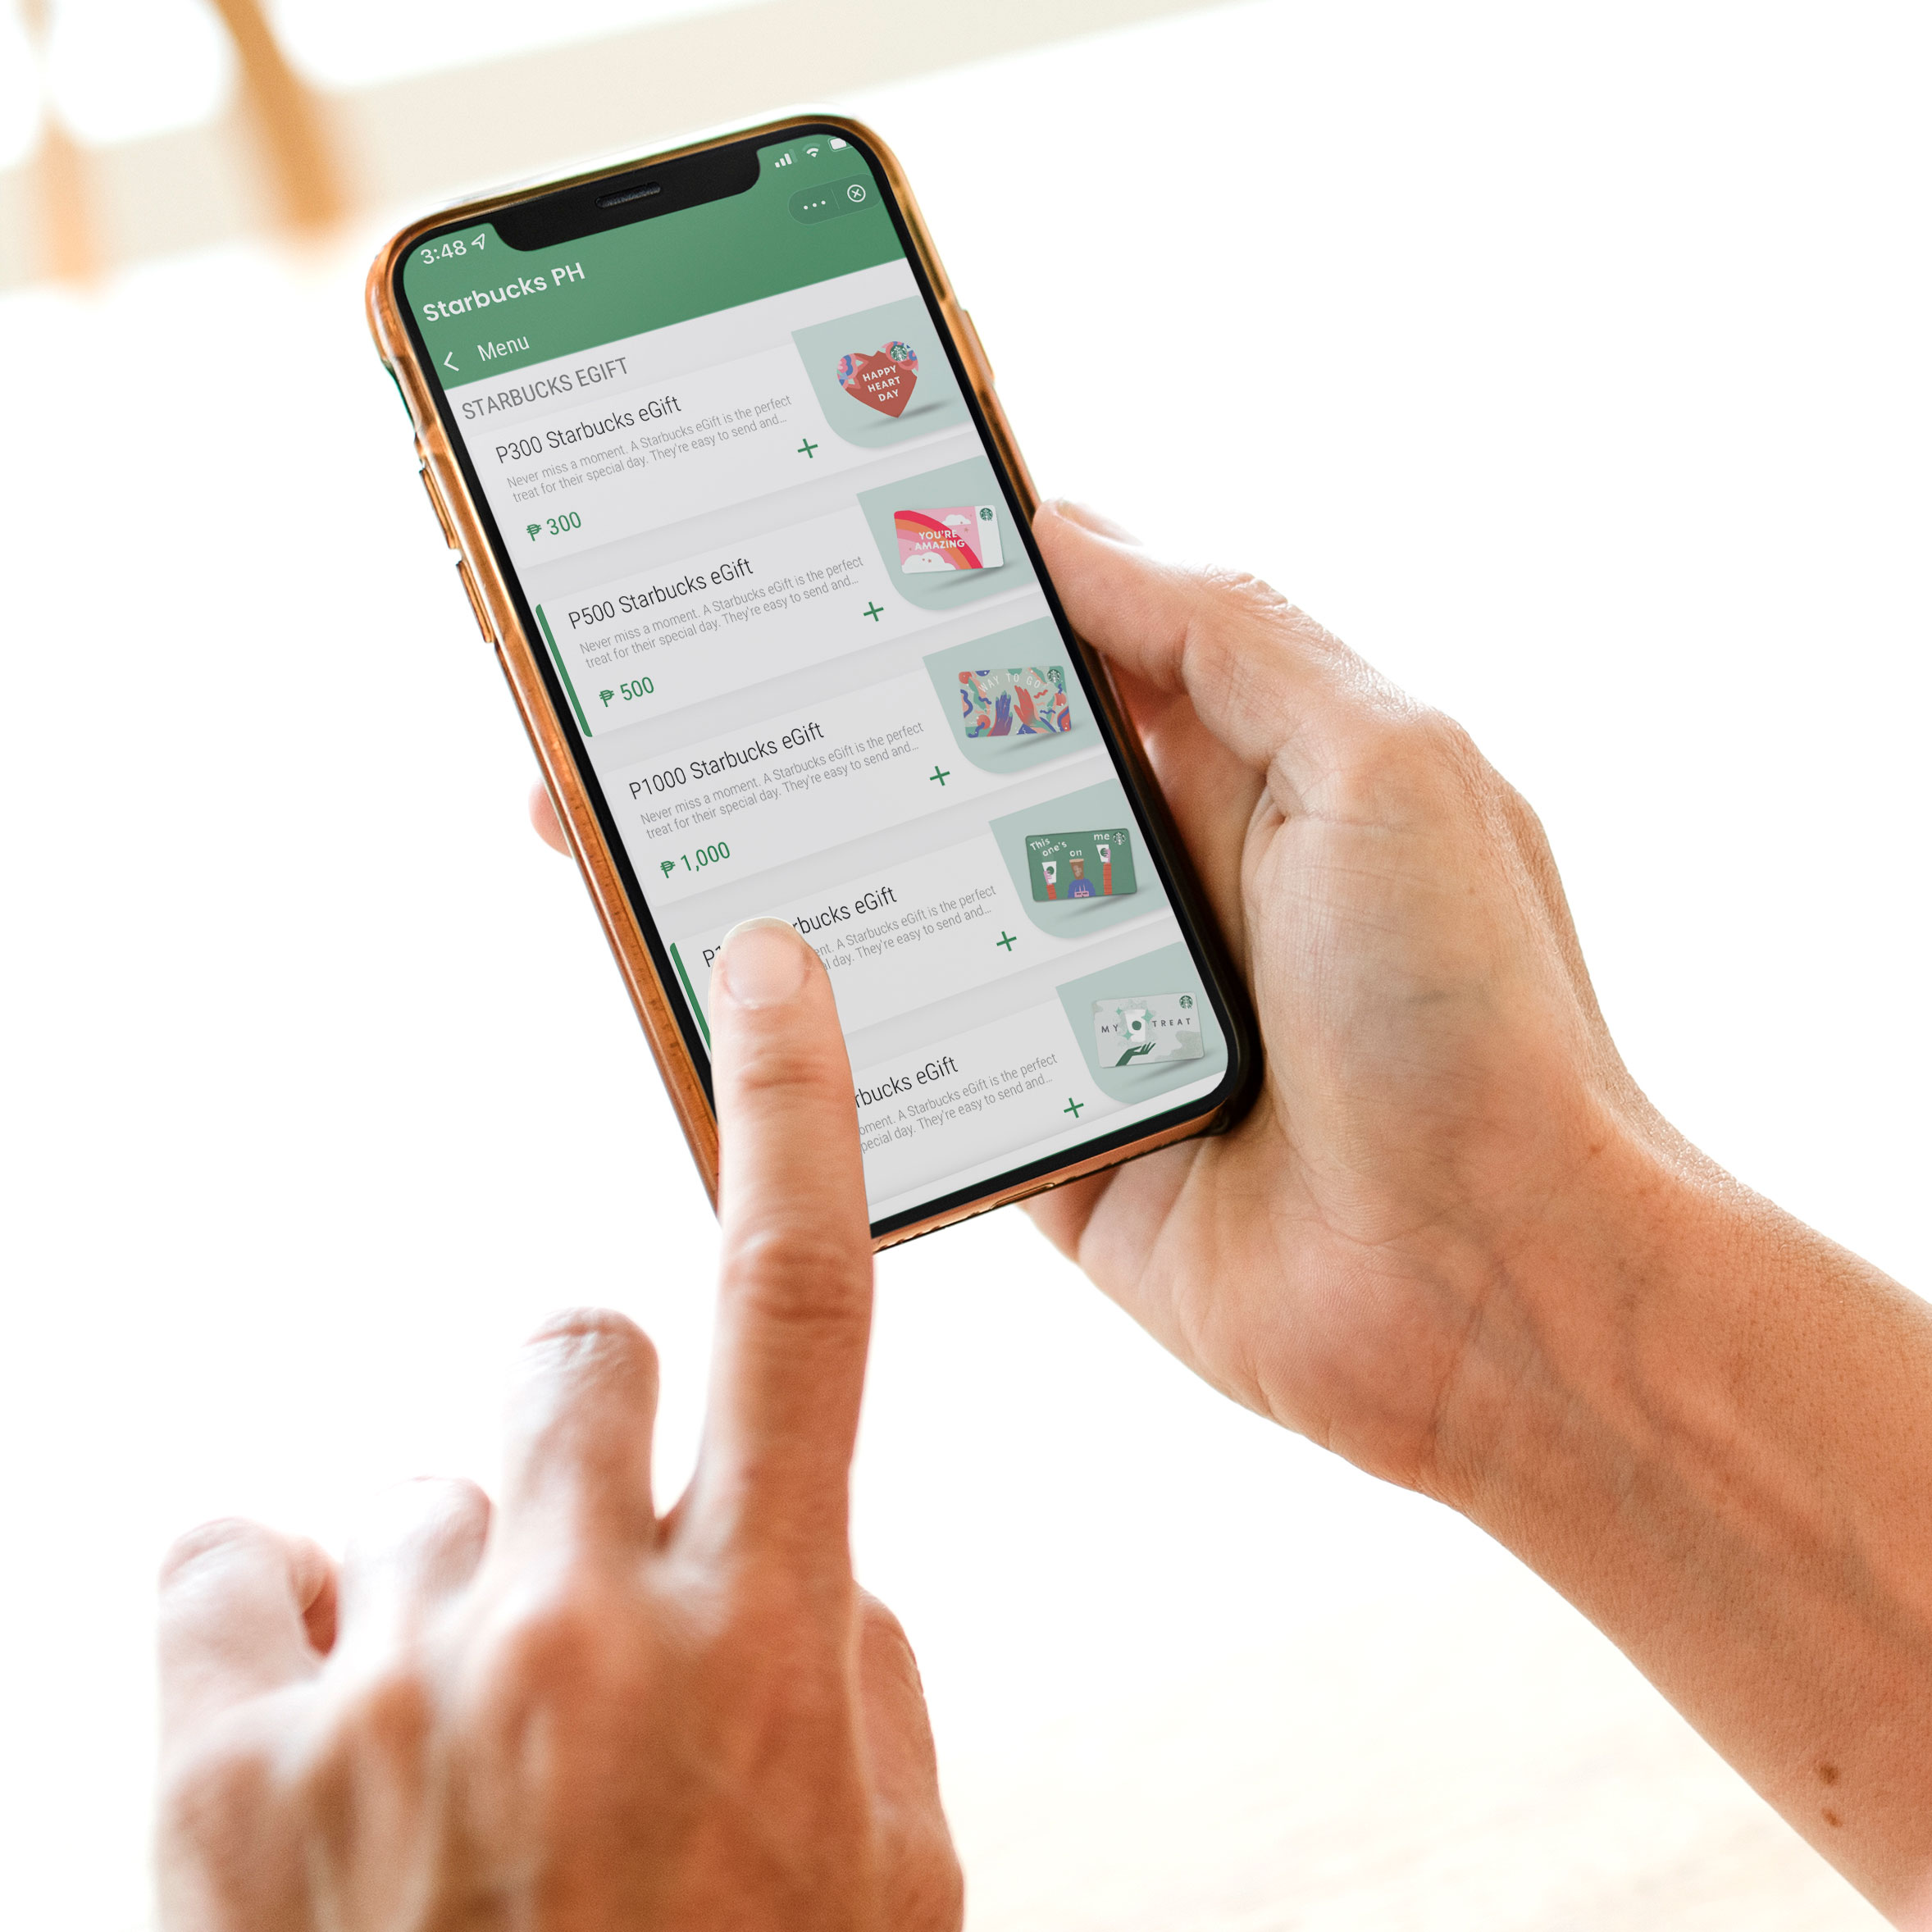 3:48
Starbucks PH
Menu
STARBUCKS EGIFT
P300 Starbucks eGift
Never miss a moment. A Starbucks eGift is the perfect
treat for their special day. They're easy to send and...
₱ 300
HAPPY
HEART
DAY
P500 Starbucks eGift
Never miss a moment. A Starbucks eGift is the perfect
treat for their special day. They're easy to send and...
₱ 500
YOU'RE
AMAZING
P1000 Starbucks eGift
Never miss a moment. A Starbucks eGift is the perfect
treat for their special day. They're easy to send and...
₱ 1,000
WAY TO GO
eGift
A Starbucks eGift is the perfect
day. They're easy to send and...
This one's on me
eGift
A Starbucks eGift is the perfect
They're easy to send and...
MY TREAT